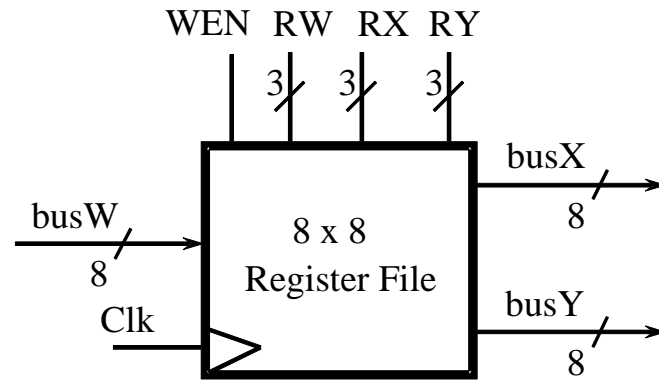 WEN RW RX RY
3 3 3
busW
8
Clk
8 x 8
Register File
busX
8
busY
8